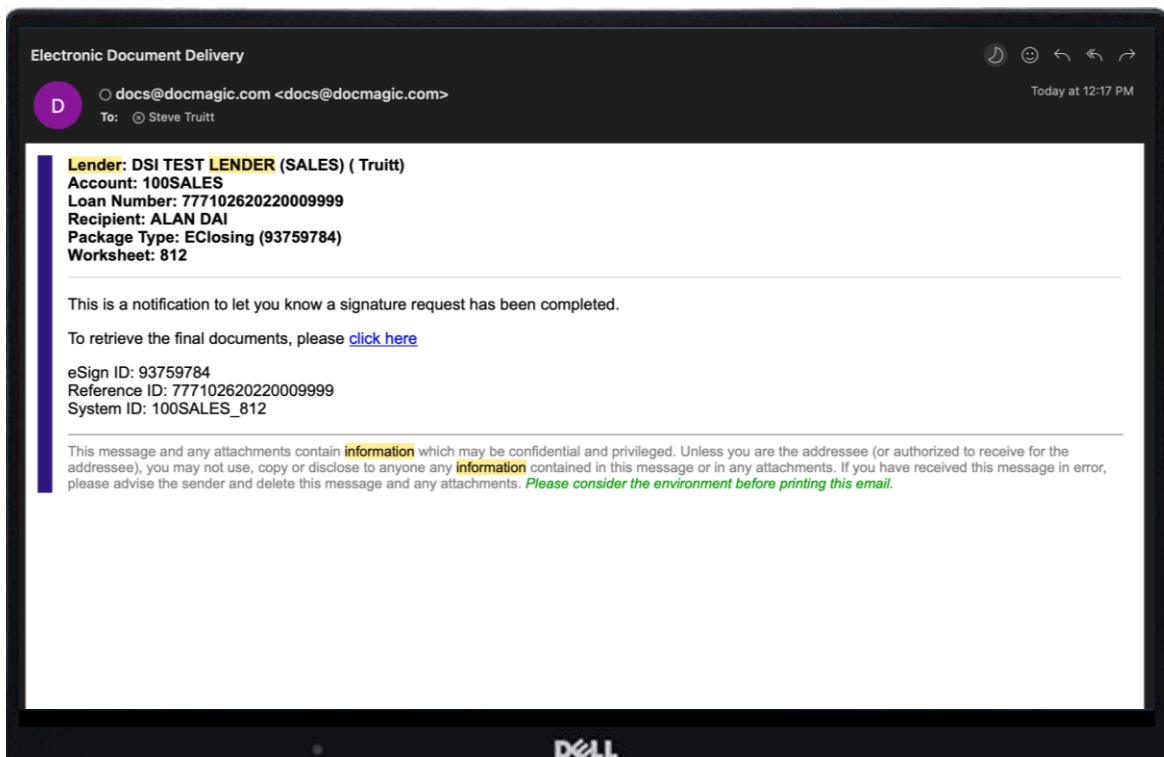 Electronic Document Delivery
D
docs@docmagic.com <docs@docmagic.com>
Today at 12:17 PM
To: Steve Truitt
Lender: DSI TEST LENDER (SALES) ( Truitt)
Account: 100SALES
Loan Number: 777102620220009999
Recipient: ALAN DAI
Package Type: EClosing (93759784)
Worksheet: 812
This is a notification to let you know a signature request has been completed.
To retrieve the final documents, please click here
eSign ID: 93759784
Reference ID: 777102620220009999
System ID: 100SALES_812
This message and any attachments contain information which may be confidential and privileged. Unless you are the addressee (or authorized to receive for the
addressee), you may not use, copy or disclose to anyone any information contained in this message or in any attachments. If you have received this message in error,
please advise the sender and delete this message and any attachments. Please consider the environment before printing this email.
DELL